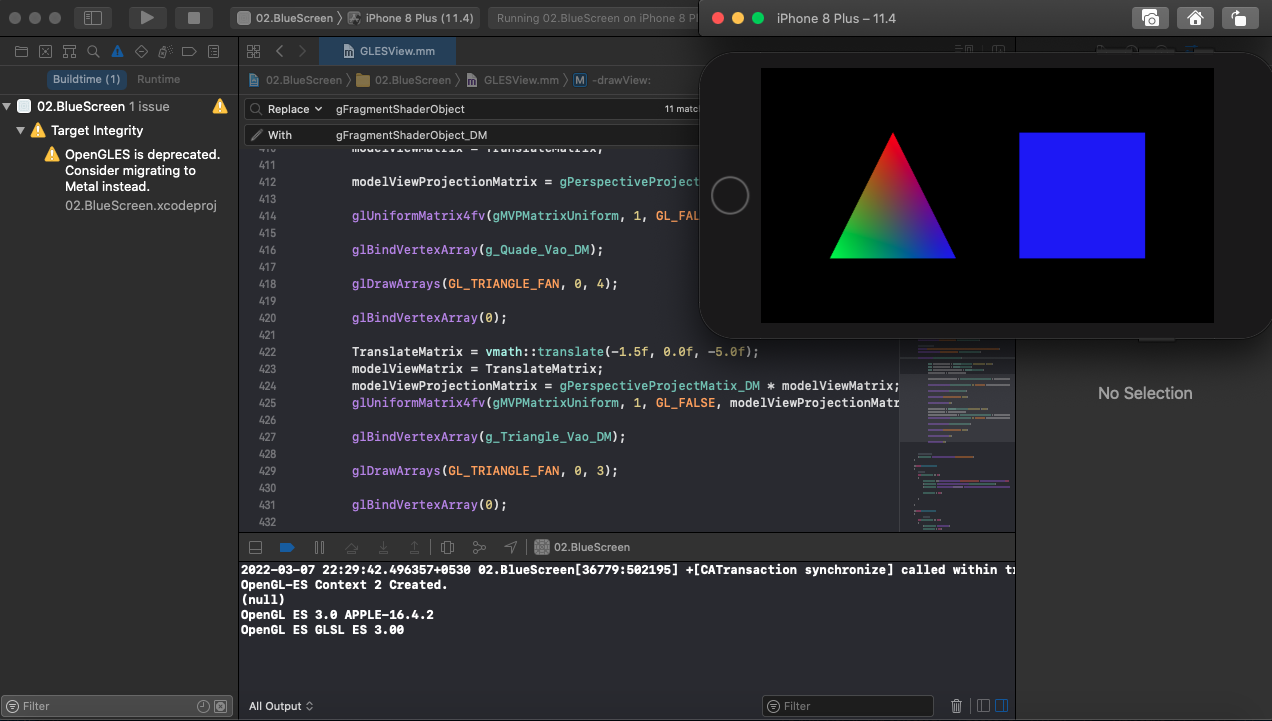 02.BlueScreen 〉 iPhone 8 Plus (11.4)
Running 02.BlueScreen on iPhone 8 Pl
iPhone 8 Plus – 11.4
GLESView.mm
Buildtime (1) Runtime
02.BlueScreen 〉 02.BlueScreen 〉 GLESView.mm 〉 M -drawView:
02.BlueScreen 1 issue
Target Integrity
OpenGLES is deprecated.
Consider migrating to
Metal instead.
02.BlueScreen.xcodeproj
Replace gFragmentShaderObject 11 matc
With gFragmentShaderObject_DM
410 modelViewMatrix = TranslateMatrix;
411
412 modelViewProjectionMatrix = gPerspectiveProject
413
414 glUniformMatrix4fv(gMVPMatrixUniform, 1, GL_FAL
415
416 glBindVertexArray(g_Quade_Vao_DM);
417
418 glDrawArrays(GL_TRIANGLE_FAN, 0, 4);
419
420 glBindVertexArray(0);
421
422 TranslateMatrix = vmath::translate(-1.5f, 0.0f, -5.0f);
423 modelViewMatrix = TranslateMatrix;
424 modelViewProjectionMatrix = gPerspectiveProjectMatix_DM * modelViewMatrix;
425 glUniformMatrix4fv(gMVPMatrixUniform, 1, GL_FALSE, modelViewProjectionMatr
426
427 glBindVertexArray(g_Triangle_Vao_DM);
428
429 glDrawArrays(GL_TRIANGLE_FAN, 0, 3);
430
431 glBindVertexArray(0);
432
No Selection
02.BlueScreen
2022-03-07 22:29:42.496357+0530 02.BlueScreen[36779:502195] +[CATransaction synchronize] called within tr
OpenGL-ES Context 2 Created.
(null)
OpenGL ES 3.0 APPLE-16.4.2
OpenGL ES GLSL ES 3.00
Filter
All Output
Filter